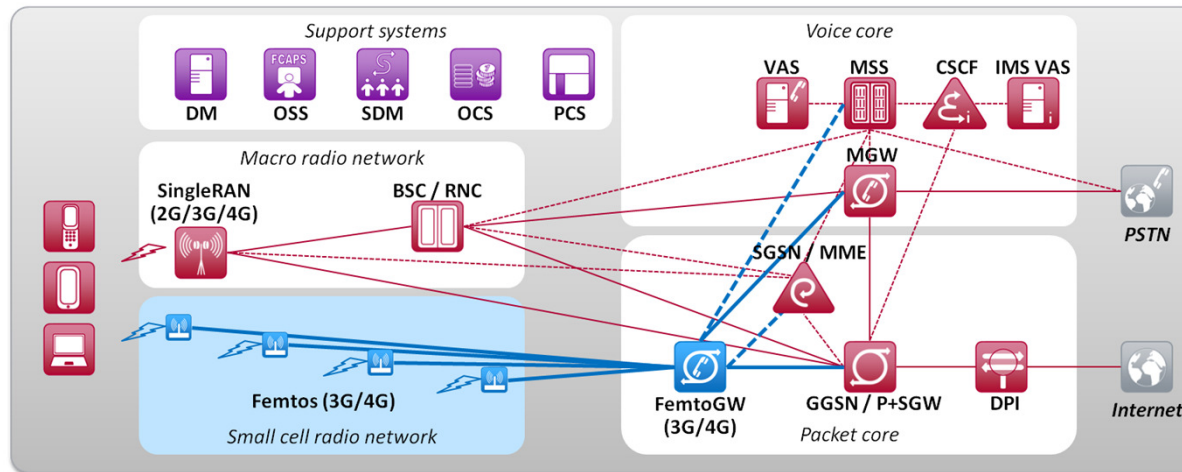 Support systems
FCAPS
DM
OSS
SDM
OCS
PCS
Voice core
VAS
MSS
CSCF
IMS VAS
i
i
MGW
PSTN
Macro radio network
SingleRAN
(2G/3G/4G)
BSC / RNC
SGSN / MME
Femtos (3G/4G)
Small cell radio network
FemtoGW
(3G/4G)
GGSN / P+SGW
DPI
Packet core
Internet